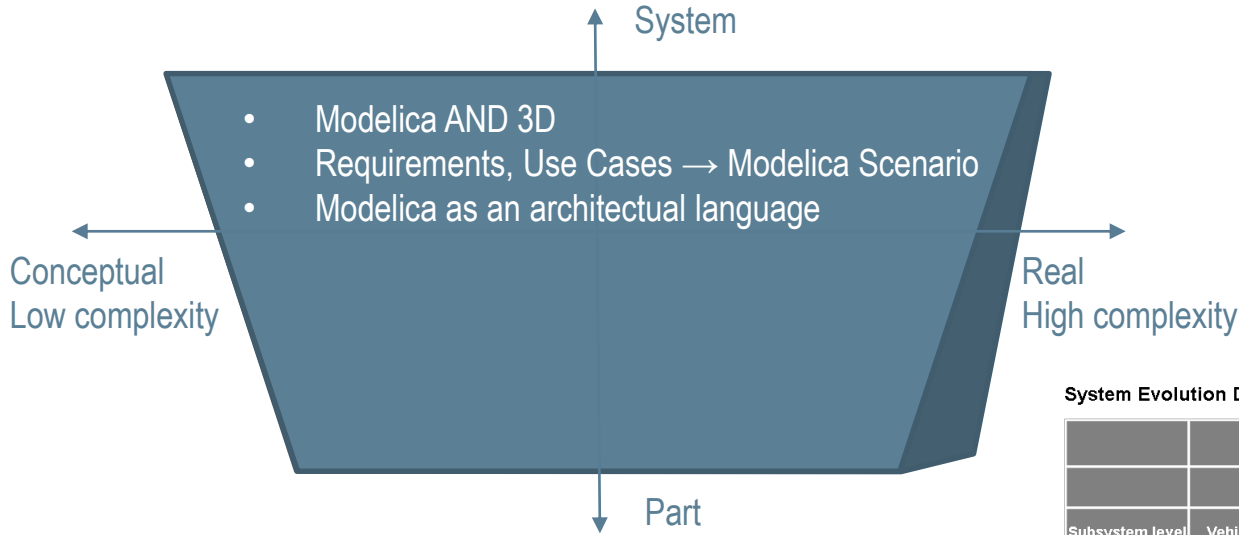 System
• Modelica AND 3D
• Requirements, Use Cases → Modelica Scenario
• Modelica as an architectual language
Conceptual
Low complexity
Real
High complexity
System Evolution
Subsystem level
Part